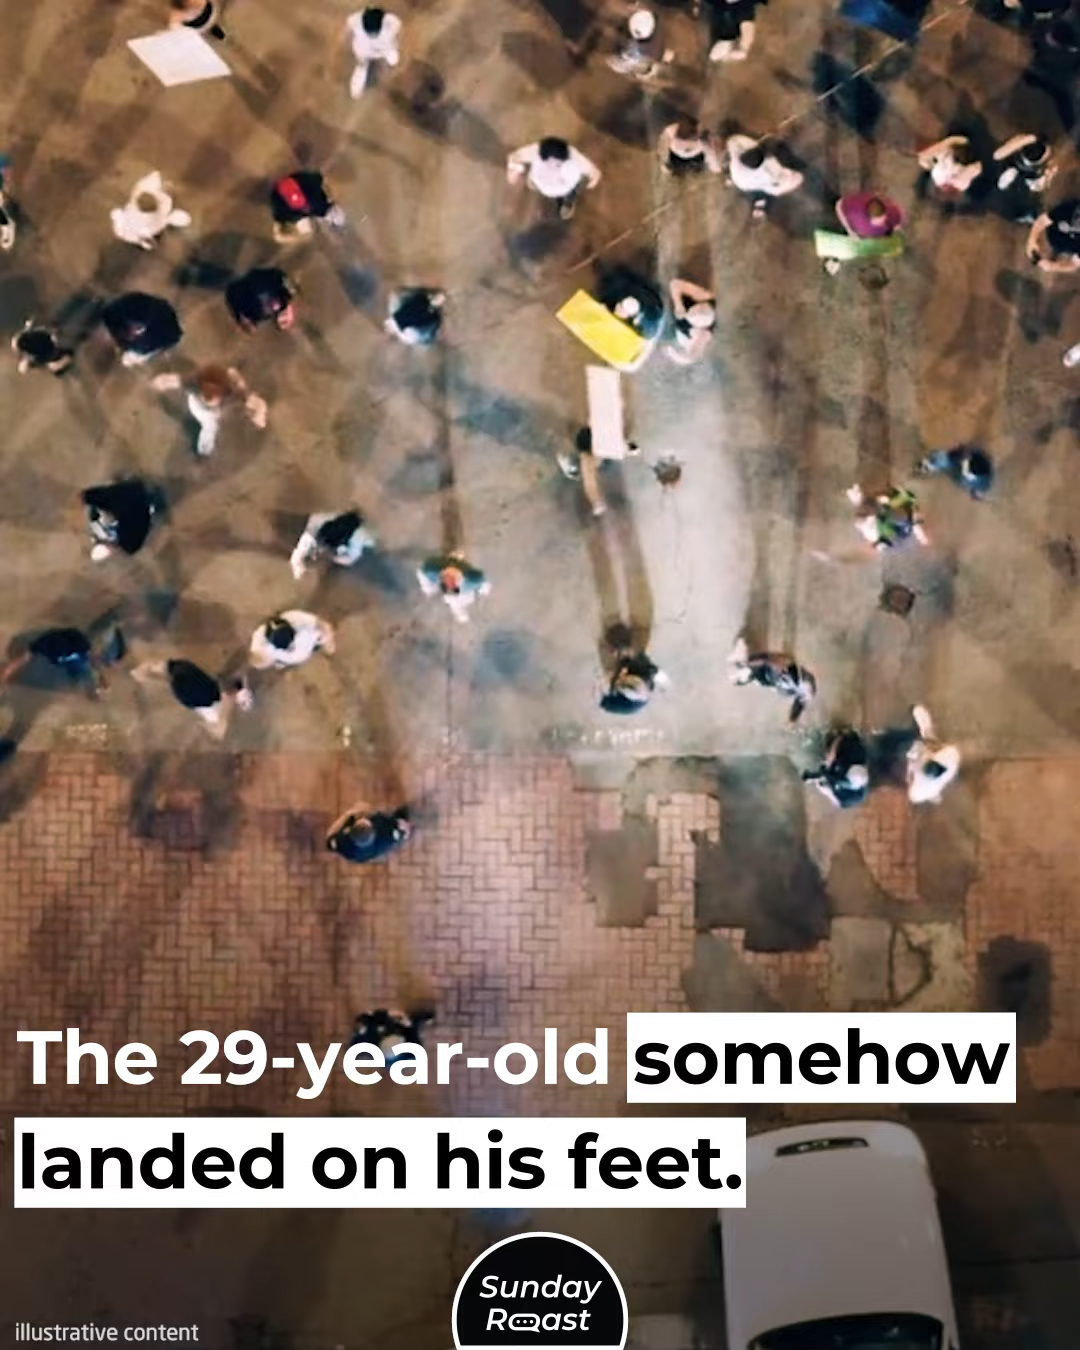 The 29-year-old somehow
landed on his feet.
Sunday
Roast
illustrative content